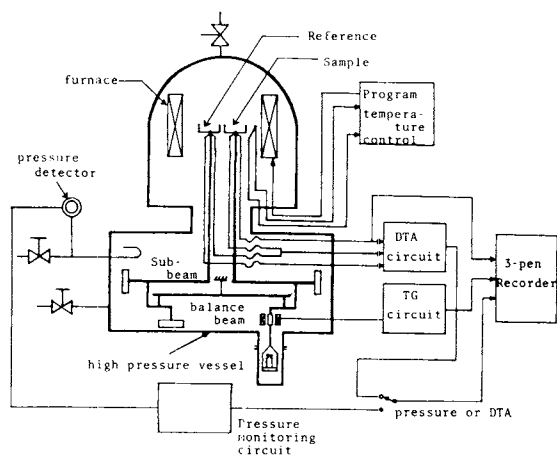 Reference
Sample
furnace
Program
tempera-
ture
control
pressure
detector
DTA
circuit
3-pen
Recorder
Sub-
beam
TG
circuit
balance
beam
high pressure vessel
pressure or DTA
Pressure
monitoring
circuit